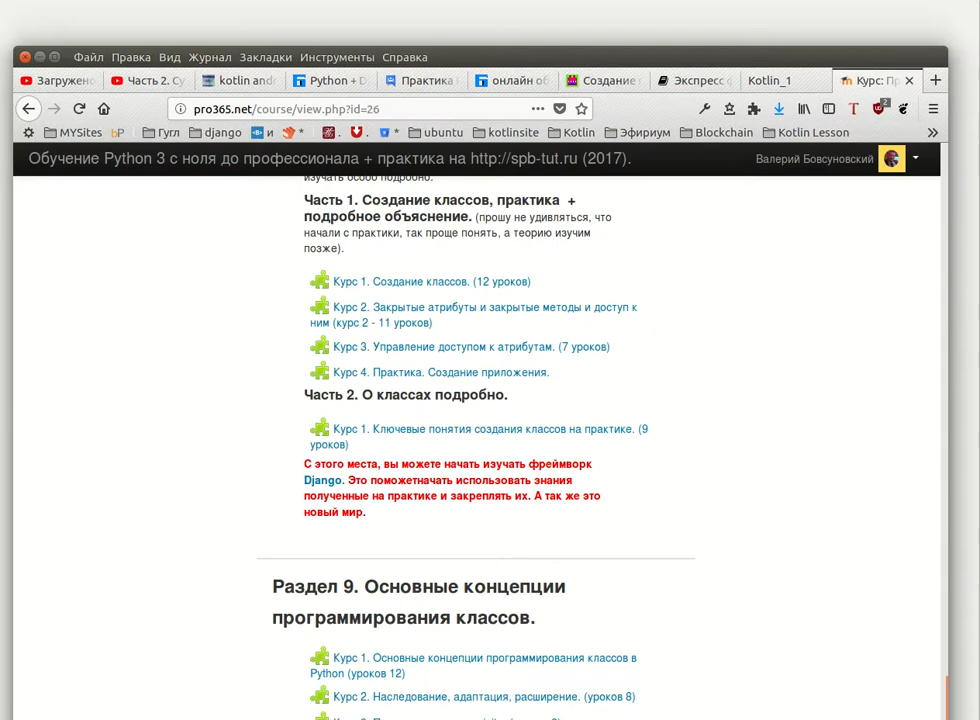 Файл Правка Вид Журнал Закладки Инструменты Справка
Загружено Часть 2. Су kotlin and Python + D Практика онлайн об Создание Экспресс Kotlin_1 Курс: Пр
pro365.net/course/view.php?id=26
MYSites Гугл django и ubuntu kotlinsite Kotlin Эфириум Blockchain Kotlin Lesson
Обучение Python 3 с ноля до профессионала + практика на http://spb-tut.ru (2017). Валерий Бовсуновский
изучать особо подробно.
Часть 1. Создание классов, практика +
подробное объяснение. (прошу не удивляться, что
начали с практики, так проще понять, а теорию изучим
позже).
Курс 1. Создание классов. (12 уроков)
Курс 2. Закрытые атрибуты и закрытые методы и доступ к
ним (курс 2 - 11 уроков)
Курс 3. Управление доступом к атрибутам. (7 уроков)
Курс 4. Практика. Создание приложения.
Часть 2. О классах подробно.
Курс 1. Ключевые понятия создания классов на практике. (9
уроков)
С этого места, вы можете начать изучать фреймворк
Django. Это поможетначать использовать знания
полученные на практике и закреплять их. А так же это
новый мир.
Раздел 9. Основные концепции
программирования классов.
Курс 1. Основные концепции программирования классов в
Python (уроков 12)
Курс 2. Наследование, адаптация, расширение. (уроков 8)